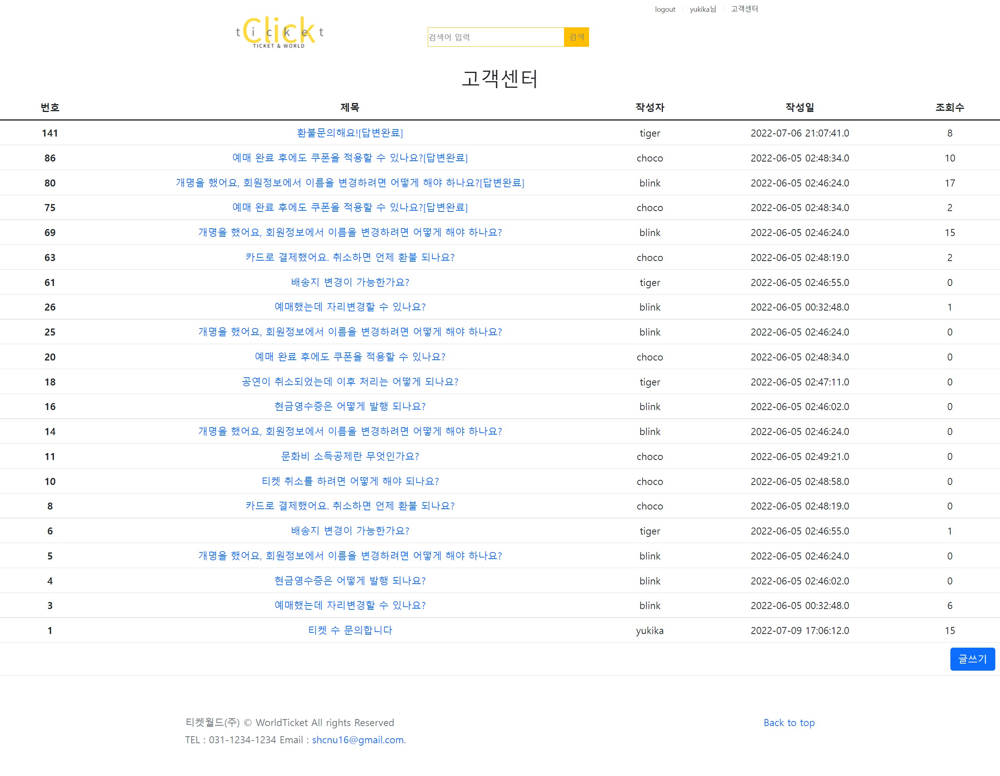 logout yukika님 고객센터
Click
ticket
TICKET & WORLD
검색어 입력 검색
고객센터
번호 제목 작성자 작성일 조회수
141 환불문의해요![답변완료] tiger 2022-07-06 21:07:41.0 8
86 예매 완료 후에도 쿠폰을 적용할 수 있나요?[답변완료] choco 2022-06-05 02:48:34.0 10
80 개명을 했어요, 회원정보에서 이름을 변경하려면 어떻게 해야 하나요?[답변완료] blink 2022-06-05 02:46:24.0 17
75 예매 완료 후에도 쿠폰을 적용할 수 있나요?[답변완료] choco 2022-06-05 02:48:34.0 2
69 개명을 했어요, 회원정보에서 이름을 변경하려면 어떻게 해야 하나요? blink 2022-06-05 02:46:24.0 15
63 카드로 결제했어요. 취소하면 언제 환불 되나요? choco 2022-06-05 02:48:19.0 2
61 배송지 변경이 가능한가요? tiger 2022-06-05 02:46:55.0 0
26 예매했는데 자리변경할 수 있나요? blink 2022-06-05 00:32:48.0 1
25 개명을 했어요, 회원정보에서 이름을 변경하려면 어떻게 해야 하나요? blink 2022-06-05 02:46:24.0 0
20 예매 완료 후에도 쿠폰을 적용할 수 있나요? choco 2022-06-05 02:48:34.0 0
18 공연이 취소되었는데 이후 처리는 어떻게 되나요? tiger 2022-06-05 02:47:11.0 0
16 현금영수증은 어떻게 발행 되나요? blink 2022-06-05 02:46:02.0 0
14 개명을 했어요, 회원정보에서 이름을 변경하려면 어떻게 해야 하나요? blink 2022-06-05 02:46:24.0 0
11 문화비 소득공제란 무엇인가요? choco 2022-06-05 02:49:21.0 0
10 티켓 취소를 하려면 어떻게 해야 되나요? choco 2022-06-05 02:48:58.0 0
8 카드로 결제했어요. 취소하면 언제 환불 되나요? choco 2022-06-05 02:48:19.0 0
6 배송지 변경이 가능한가요? tiger 2022-06-05 02:46:55.0 1
5 개명을 했어요, 회원정보에서 이름을 변경하려면 어떻게 해야 하나요? blink 2022-06-05 02:46:24.0 0
4 현금영수증은 어떻게 발행 되나요? blink 2022-06-05 02:46:02.0 0
3 예매했는데 자리변경할 수 있나요? blink 2022-06-05 00:32:48.0 6
1 티켓 수 문의합니다 yukika 2022-07-09 17:06:12.0 15
글쓰기
티켓월드(주) © WorldTicket All rights Reserved Back to top
TEL : 031-1234-1234 Email : shcnu16@gmail.com.